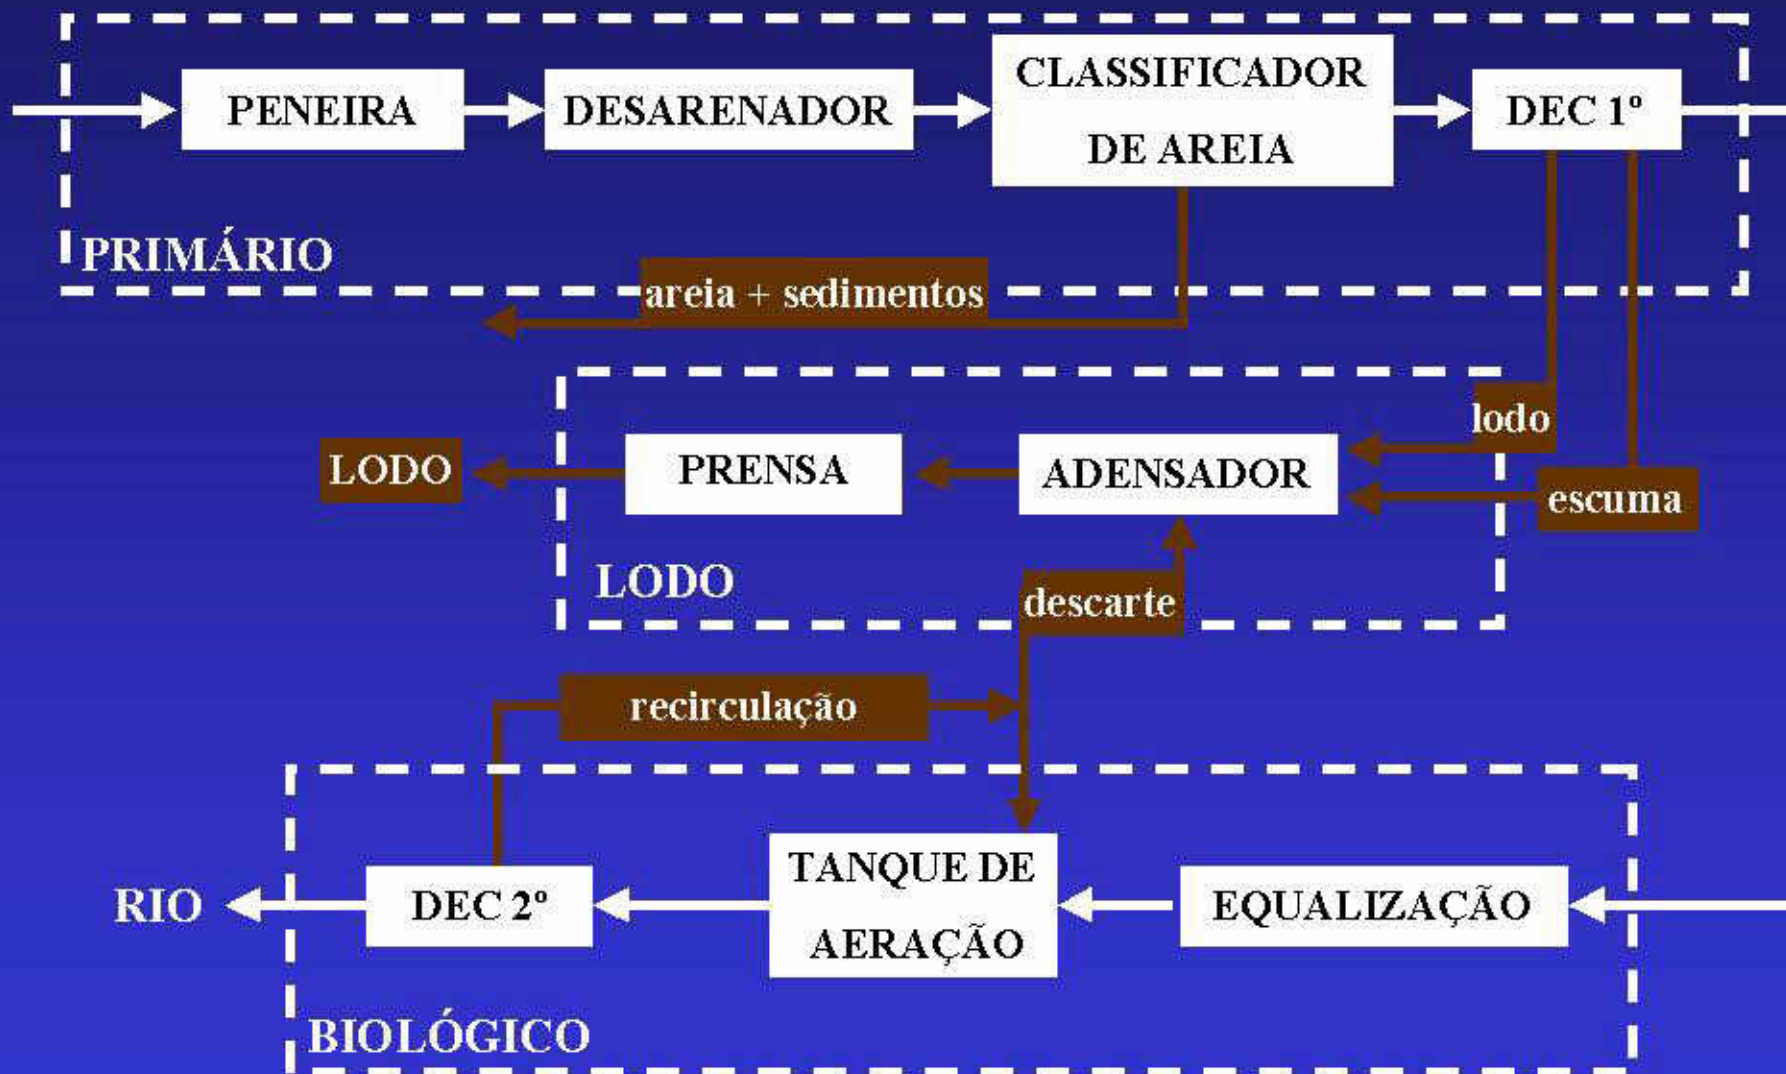 PENEIRA
DESARENADOR
CLASSIFICADOR
DE AREIA
DEC 1º
PRIMÁRIO
areia + sedimentos
lodo
LODO
PRENSA
ADENSADOR
escuma
LODO
descarte
recirculação
RIO
DEC 2º
TANQUE DE
AERAÇÃO
EQUALIZAÇÃO
BIOLÓGICO